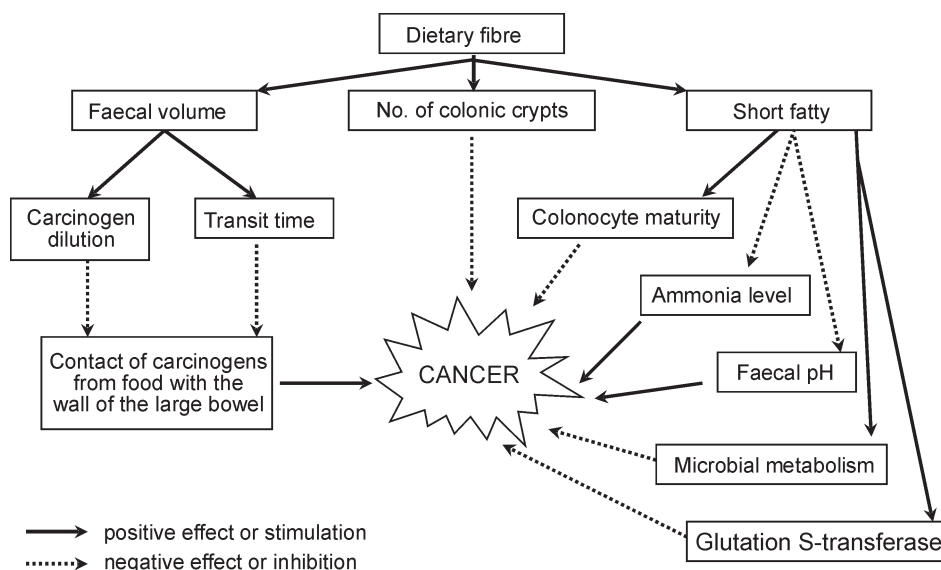 Dietary fibre
Faecal volume
No. of colonic crypts
Short fatty
Carcinogen
dilution
Transit time
Colonocyte maturity
Ammonia level
Contact of carcinogens
from food with the
wall of the large bowel
CANCER
Faecal pH
Microbial metabolism
Glutation S-transferase
positive effect or stimulation
negative effect or inhibition